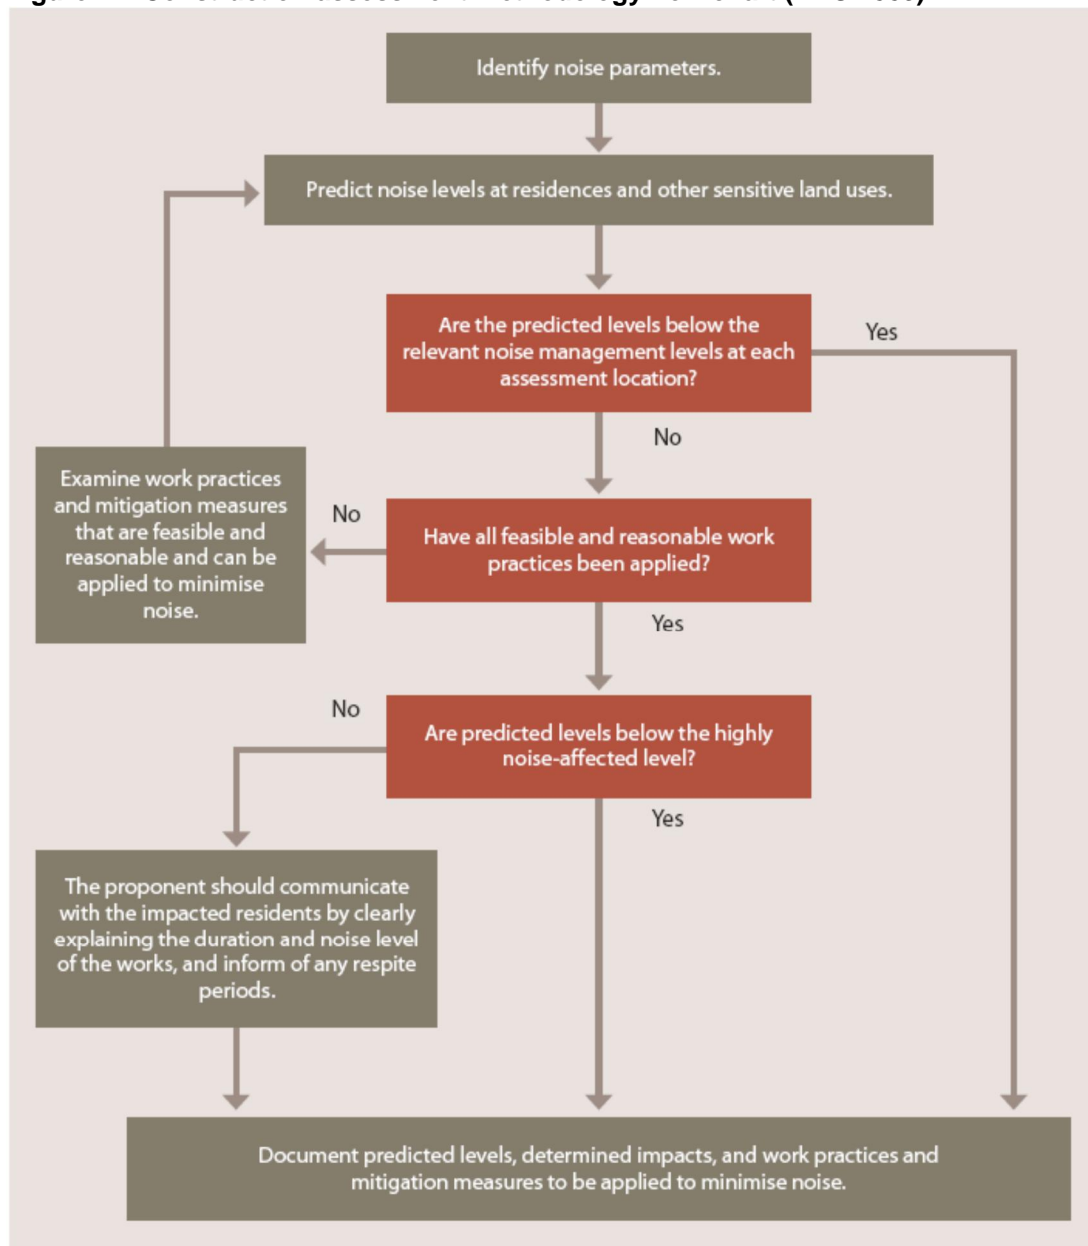 Identify noise parameters.
Predict noise levels at residences and other sensitive land uses.
Are the predicted levels below the
relevant noise management levels at each
assessment location?
Yes
No
Examine work practices
and mitigation measures
that are feasible and
reasonable and can be
applied to minimise
noise.
No
Have all feasible and reasonable work
practices been applied?
Yes
No
Are predicted levels below the highly
noise-affected level?
Yes
The proponent should communicate
with the impacted residents by clearly
explaining the duration and noise level
of the works, and inform of any respite
periods.
Document predicted levels, determined impacts, and work practices and
mitigation measures to be applied to minimise noise.